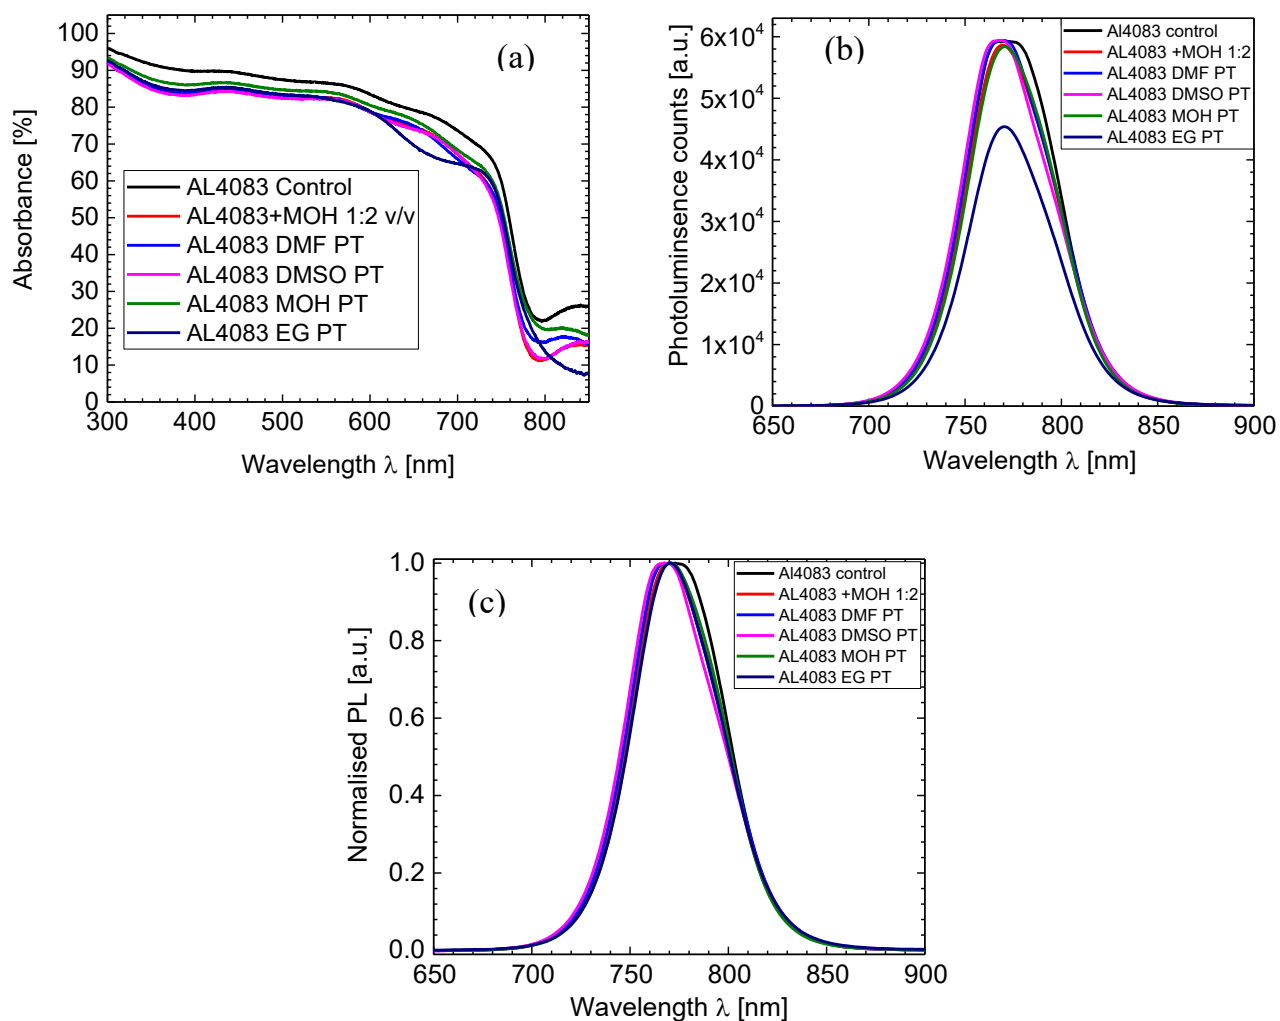 (a)
100
90
80
70
60
50
40
30
20
10
0
Absorbance [%]
AL4083 Control
AL4083+MOH 1:2 v/v
AL4083 DMF PT
AL4083 DMSO PT
AL4083 MOH PT
AL4083 EG PT
300 400 500 600 700 800
Wavelength λ [nm]
(b)
6x10⁴
5x10⁴
4x10⁴
3x10⁴
2x10⁴
1x10⁴
0
Photoluminsence counts [a.u.]
Al4083 control
AL4083 +MOH 1:2
AL4083 DMF PT
AL4083 DMSO PT
AL4083 MOH PT
AL4083 EG PT
650 700 750 800 850 900
Wavelength λ [nm]
(c)
1.0
0.8
0.6
0.4
0.2
0.0
Normalised PL [a.u.]
Al4083 control
AL4083 +MOH 1:2
AL4083 DMF PT
AL4083 DMSO PT
AL4083 MOH PT
AL4083 EG PT
650 700 750 800 850 900
Wavelength λ [nm]